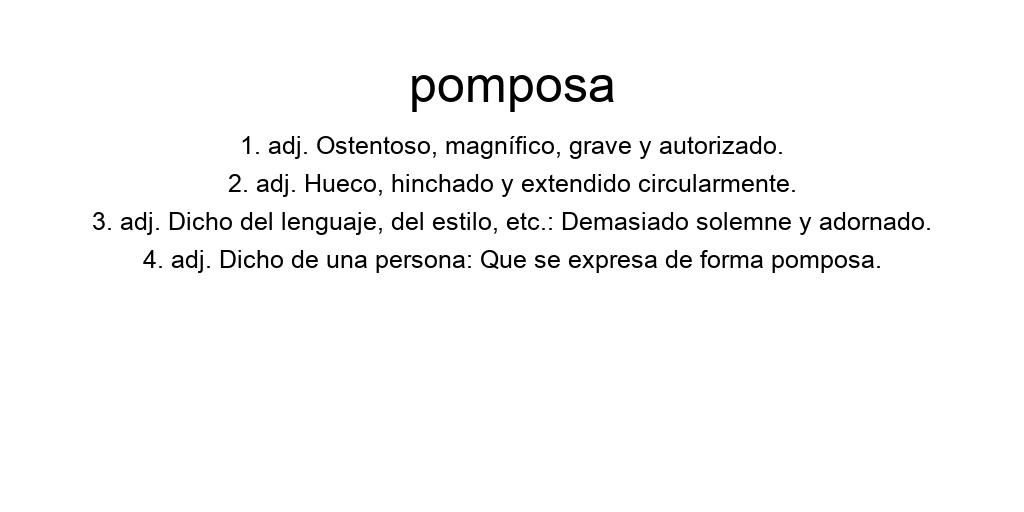 pomposa
1. adj. Ostentoso, magnífico, grave y autorizado.
2. adj. Hueco, hinchado y extendido circularmente.
3. adj. Dicho del lenguaje, del estilo, etc.: Demasiado solemne y adornado.
4. adj. Dicho de una persona: Que se expresa de forma pomposa.